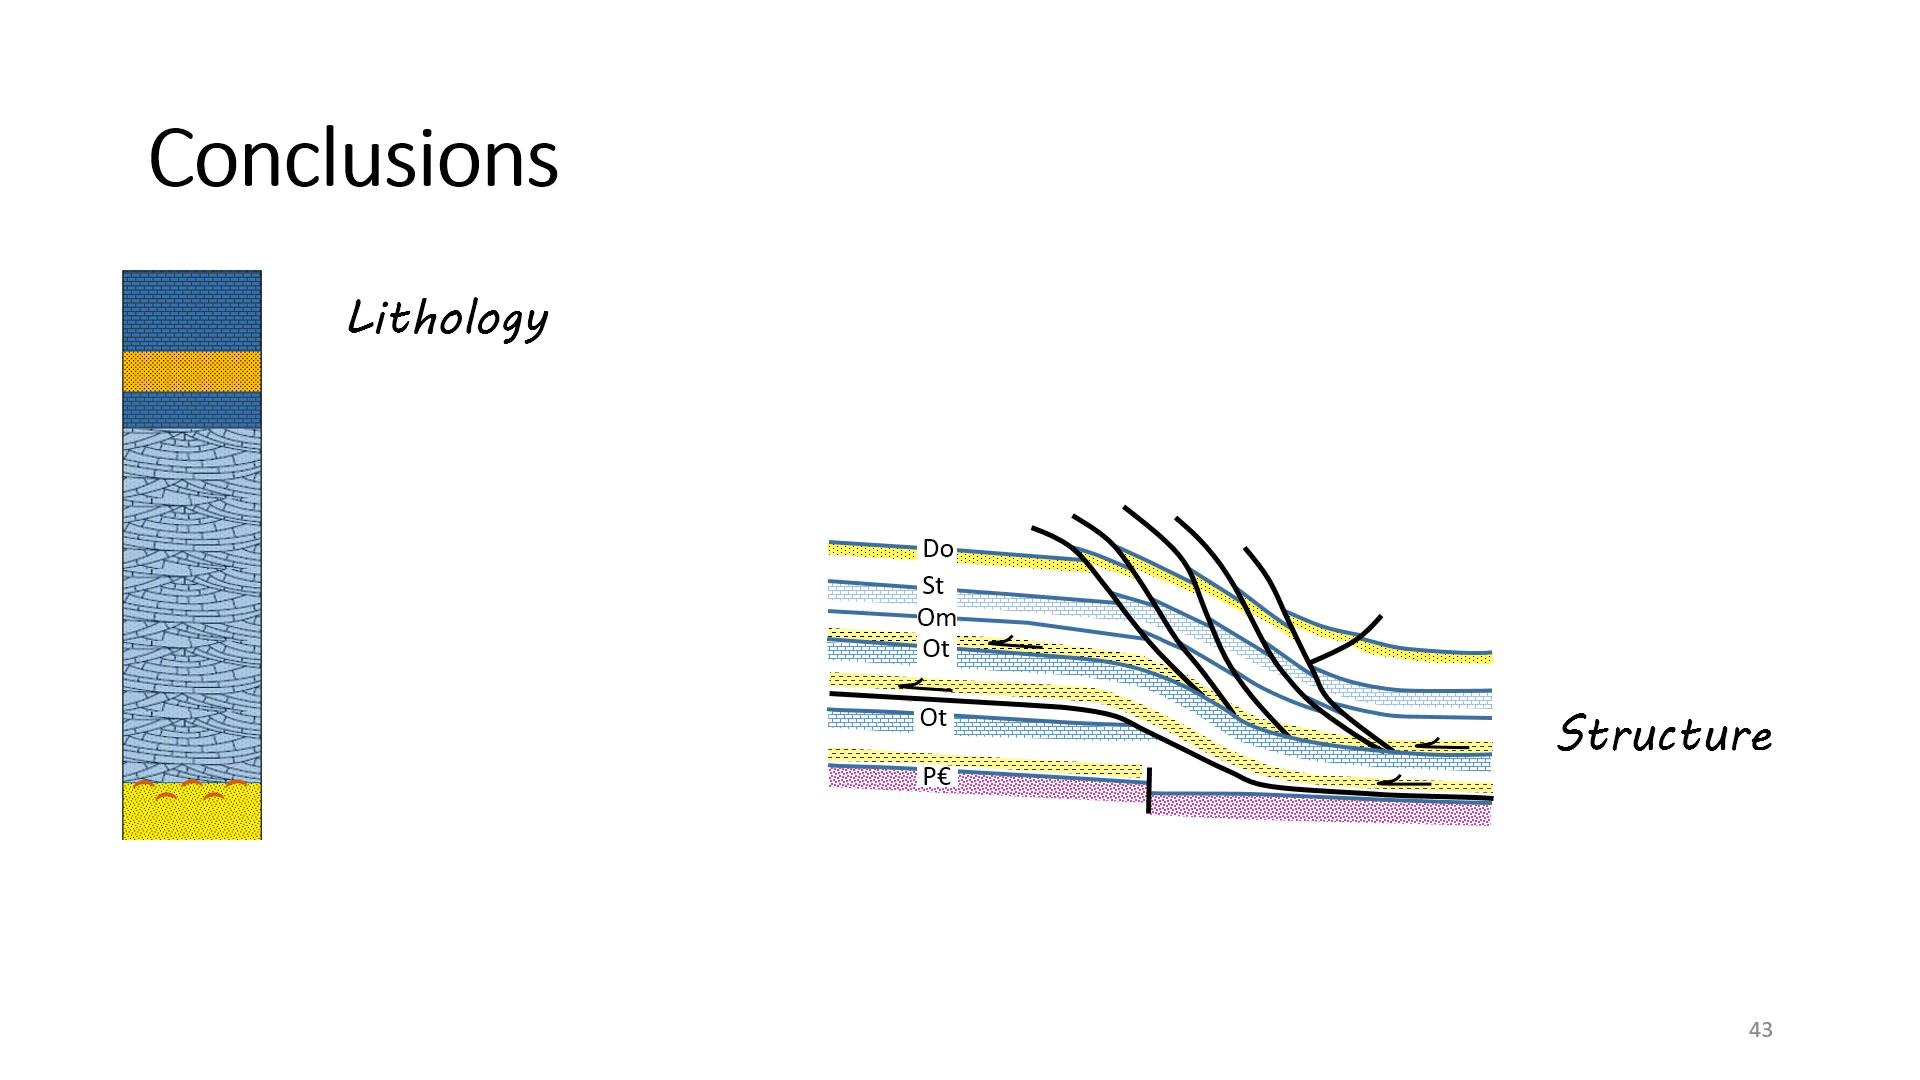 Conclusions
Lithology
Do
St
Om
Ot
Ot
P€
Structure
43